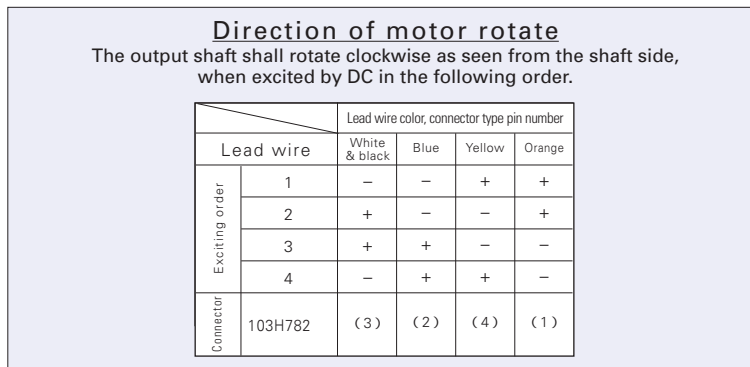 Direction of motor rotate
The output shaft shall rotate clockwise as seen from the shaft side,
when excited by DC in the following order.
Lead wire color, connector type pin number
Lead wire White & black Blue Yellow Orange
Exciting order
1 – – + +
2 + – – +
3 + + – –
4 – + + –
Connector
103H782 (3) (2) (4) (1)